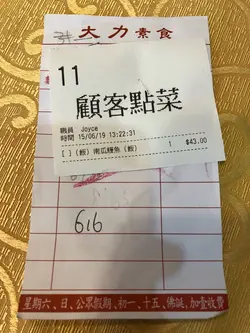 大力素食
11
顧客點菜
職員 Joyce
時間 15/06/19 13:22:31
[ ] (飯) 南瓜鯉魚 (飯) 1 $43.00
616
星期六、日、公眾假期、初一、十五、佛誕、加壹收費